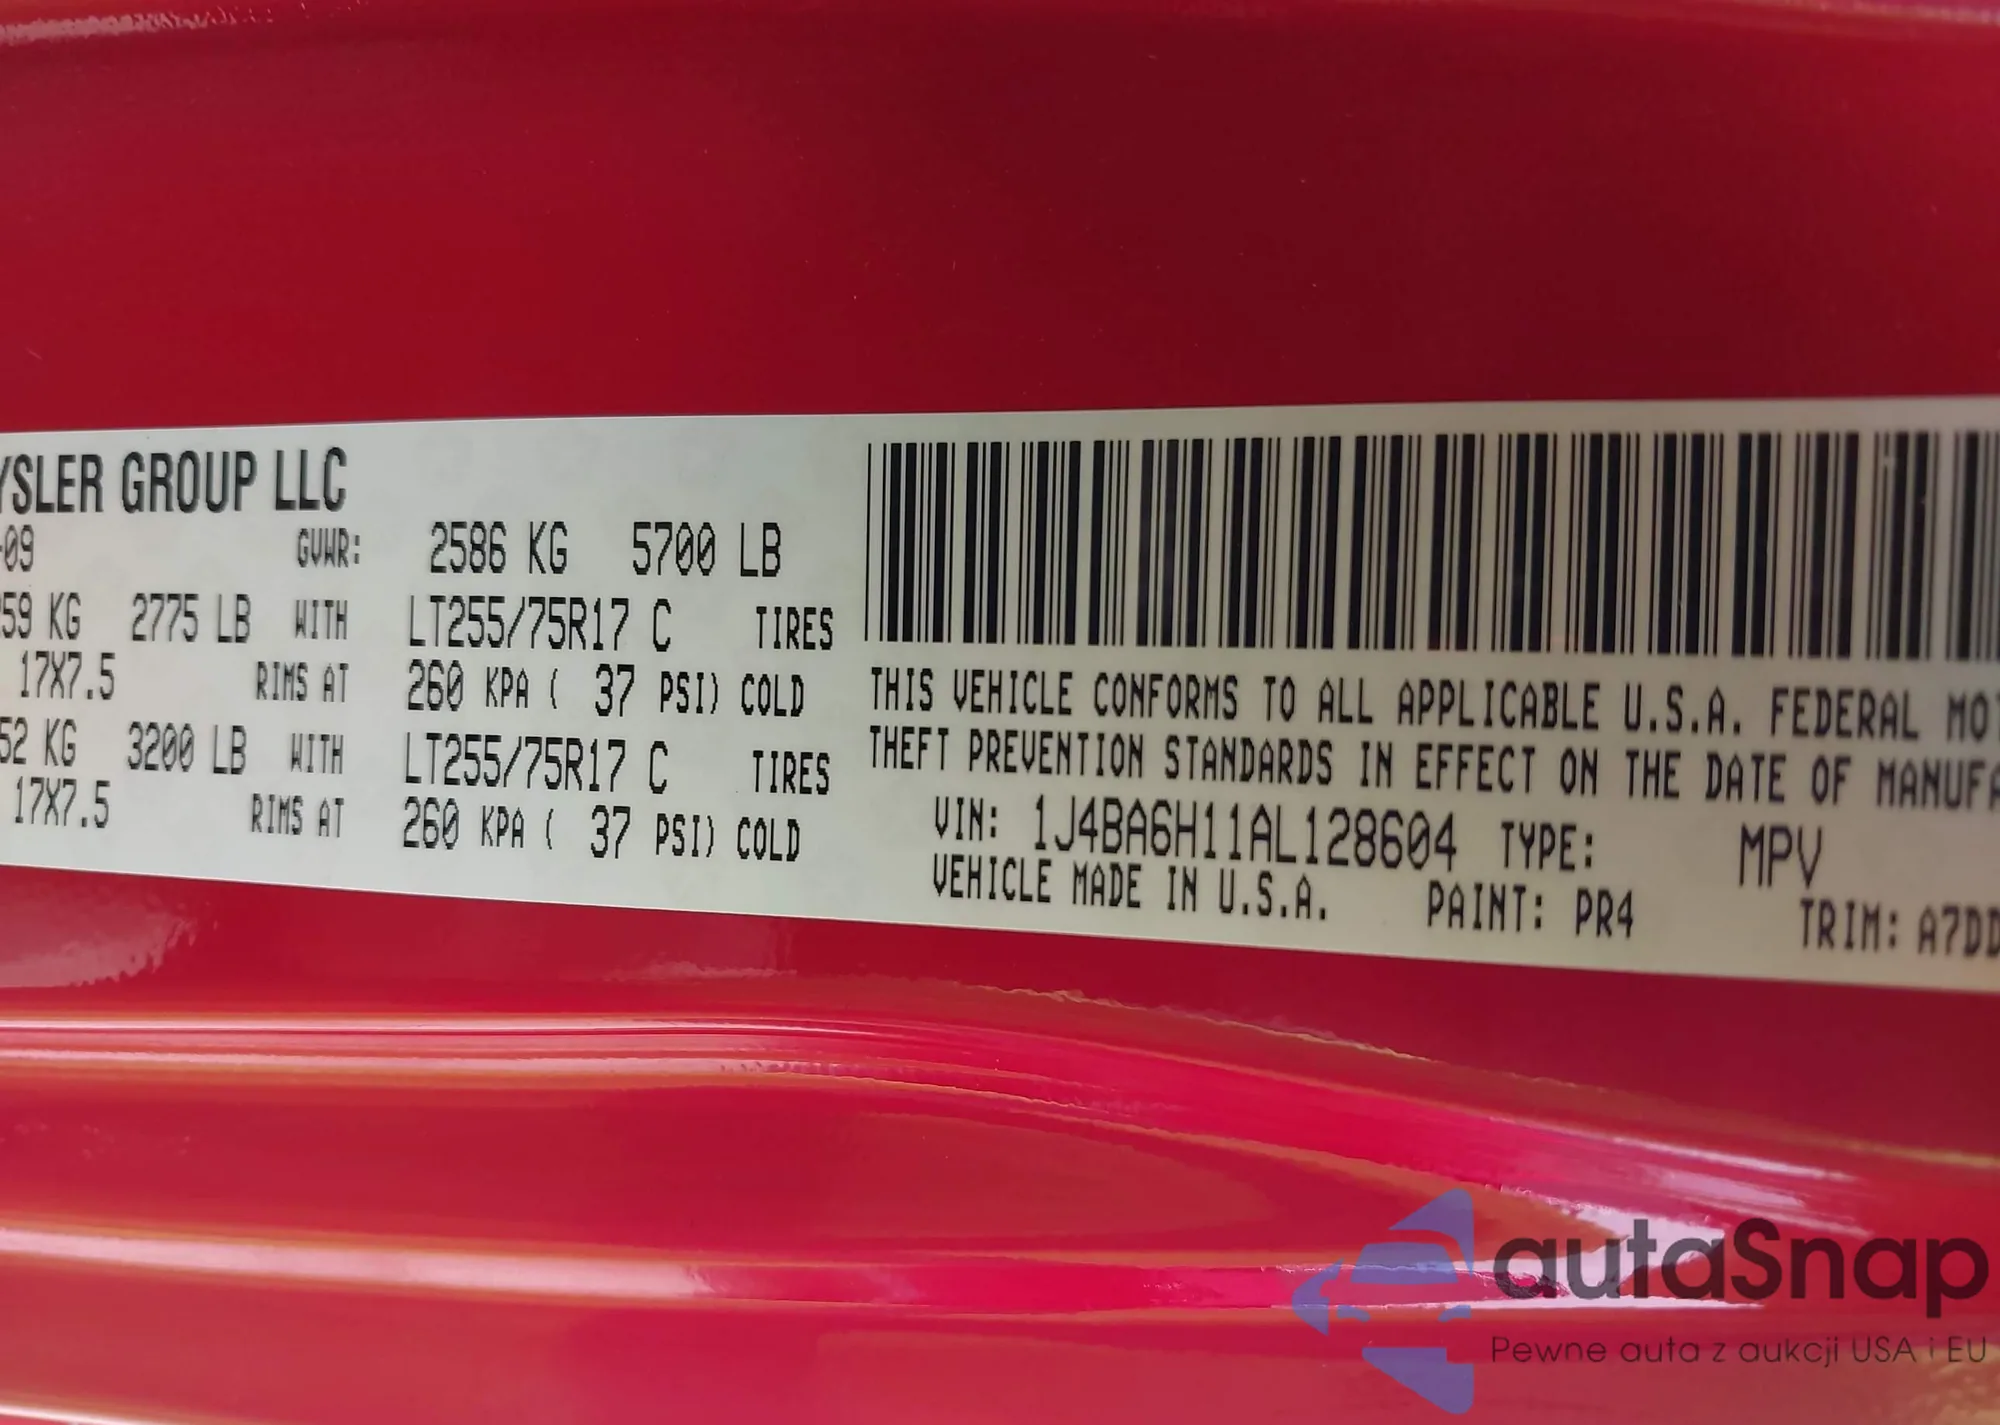 YSLER GROUP LLC
-09 GVWR: 2586 KG 5700 LB
59 KG 2775 LB WITH LT255/75R17 C TIRES
17X7.5 RIMS AT 260 KPA ( 37 PSI) COLD
52 KG 3200 LB WITH LT255/75R17 C TIRES
17X7.5 RIMS AT 260 KPA ( 37 PSI) COLD
THIS VEHICLE CONFORMS TO ALL APPLICABLE U.S.A. FEDERAL MOT
THEFT PREVENTION STANDARDS IN EFFECT ON THE DATE OF MANUFA
VIN: 1J4BA6H11AL128604 TYPE: MPV
VEHICLE MADE IN U.S.A. PAINT: PR4 TRIM: A7DD
autaSnap
Pewne auta z aukcji USA i EU